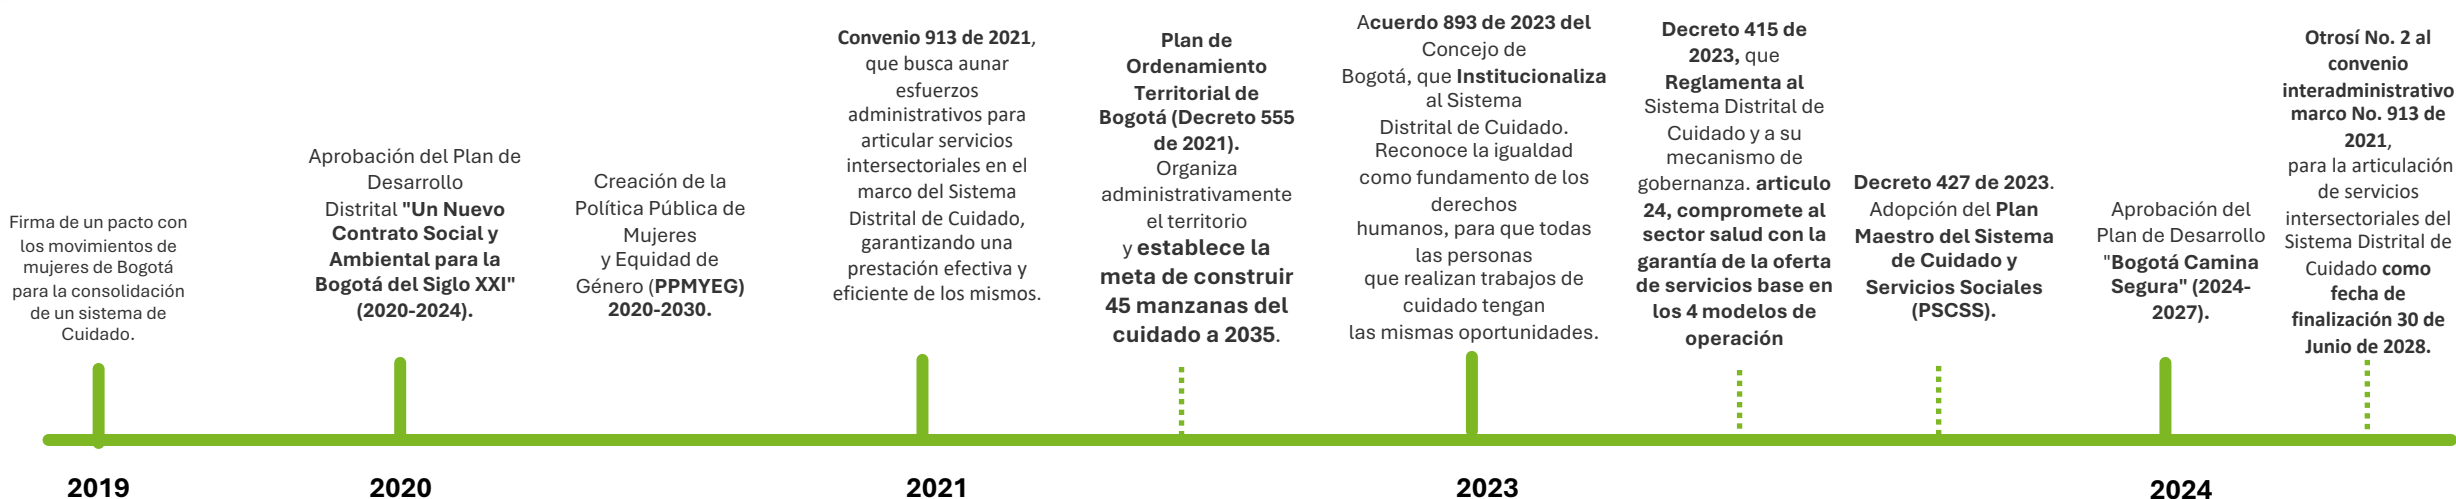 Firma de un pacto con
los movimientos de
mujeres de Bogotá
para la consolidación
de un sistema de
Cuidado.
Aprobación del Plan de
Desarrollo
Distrital "Un Nuevo
Contrato Social y
Ambiental para la
Bogotá del Siglo XXI"
(2020-2024).
Creación de la
Política Pública de
Mujeres
y Equidad de
Género (PPMYEG)
2020-2030.
Convenio 913 de 2021,
que busca aunar
esfuerzos
administrativos para
articular servicios
intersectoriales en el
marco del Sistema
Distrital de Cuidado,
garantizando una
prestación efectiva y
eficiente de los mismos.
Plan de
Ordenamiento
Territorial de
Bogotá (Decreto 555
de 2021).
Organiza
administrativamente
el territorio
y establece la
meta de construir
45 manzanas del
cuidado a 2035.
Acuerdo 893 de 2023 del
Concejo de
Bogotá, que Institucionaliza
al Sistema
Distrital de Cuidado.
Reconoce la igualdad
como fundamento de los
derechos
humanos, para que todas
las personas
que realizan trabajos de
cuidado tengan
las mismas oportunidades.
Decreto 415 de
2023, que
Reglamenta al
Sistema Distrital de
Cuidado y a su
mecanismo de
gobernanza. articulo
24, compromete al
sector salud con la
garantía de la oferta
de servicios base en
los 4 modelos de
operación
Decreto 427 de 2023.
Adopción del Plan
Maestro del Sistema
de Cuidado y
Servicios Sociales
(PSCSS).
Aprobación del
Plan de Desarrollo
"Bogotá Camina
Segura" (2024-
2027).
Otrosí No. 2 al
convenio
interadministrativo
marco No. 913 de
2021,
para la articulación
de servicios
intersectoriales del
Sistema Distrital de
Cuidado como
fecha de
finalización 30 de
Junio de 2028.
2019
2020
2021
2023
2024